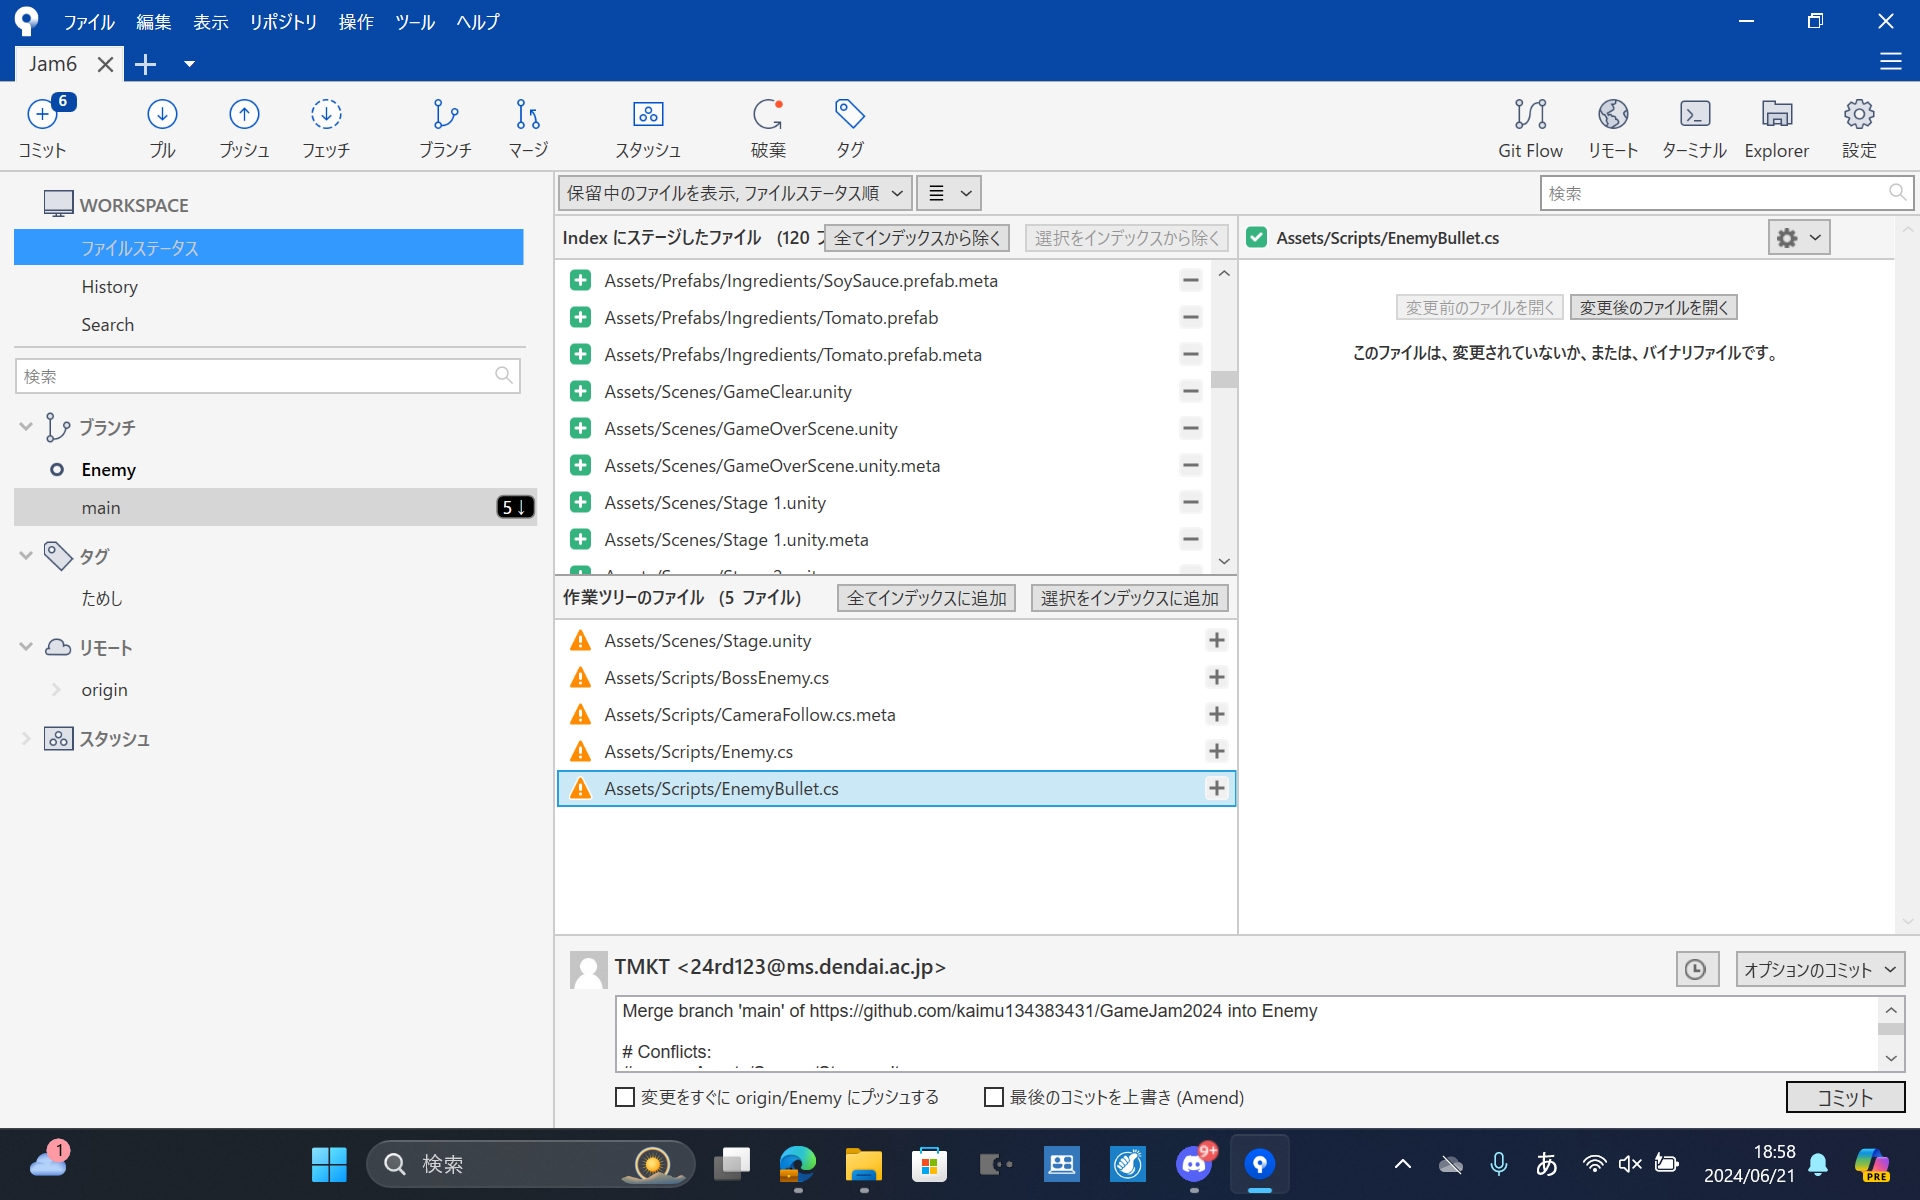 ファイル 編集 表示 リポジトリ 操作 ツール ヘルプ
Jam6
6
コミット プル プッシュ フェッチ ブランチ マージ スタッシュ 破棄 タグ Git Flow リモート ターミナル Explorer 設定
WORKSPACE
ファイルステータス
History
Search
検索
ブランチ
Enemy
main 5↓
タグ
ためし
リモート
origin
スタッシュ
保留中のファイルを表示, ファイルステータス順
検索
Index にステージしたファイル (120 全てインデックスから除く 選択をインデックスから除く
Assets/Prefabs/Ingredients/SoySauce.prefab.meta
Assets/Prefabs/Ingredients/Tomato.prefab
Assets/Prefabs/Ingredients/Tomato.prefab.meta
Assets/Scenes/GameClear.unity
Assets/Scenes/GameOverScene.unity
Assets/Scenes/GameOverScene.unity.meta
Assets/Scenes/Stage 1.unity
Assets/Scenes/Stage 1.unity.meta
作業ツリーのファイル (5 ファイル) 全てインデックスに追加 選択をインデックスに追加
Assets/Scenes/Stage.unity
Assets/Scripts/BossEnemy.cs
Assets/Scripts/CameraFollow.cs.meta
Assets/Scripts/Enemy.cs
Assets/Scripts/EnemyBullet.cs
Assets/Scripts/EnemyBullet.cs
変更前のファイルを開く 変更後のファイルを開く
このファイルは、変更されていないか、または、バイナリファイルです。
TMKT <24rd123@ms.dendai.ac.jp>
オプションのコミット
Merge branch 'main' of https://github.com/kaimu134383431/GameJam2024 into Enemy
# Conflicts:
変更をすぐに origin/Enemy にプッシュする 最後のコミットを上書き (Amend)
コミット
1
検索
9+
あ
18:58
2024/06/21
PRE